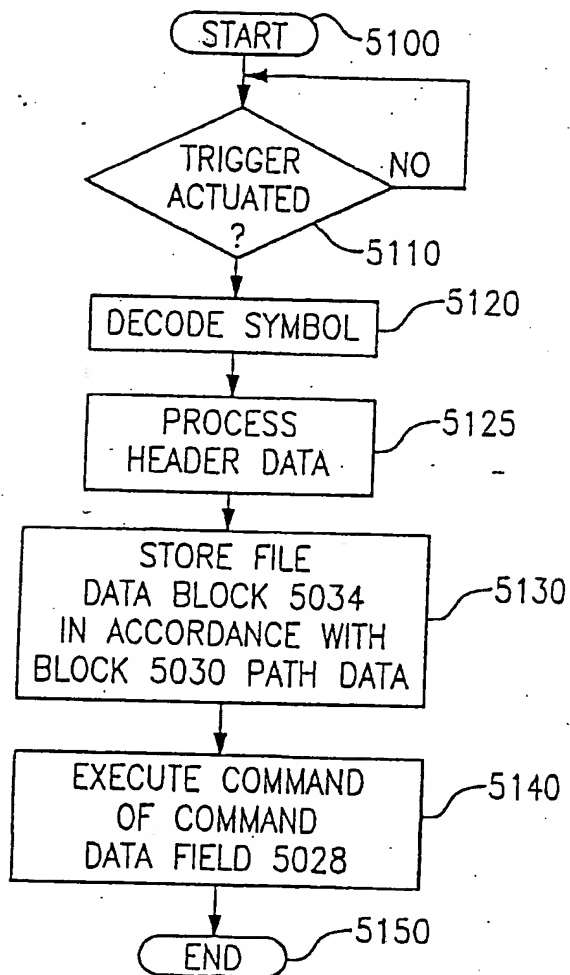 START 5100
TRIGGER
ACTUATED
?
NO
5110
DECODE SYMBOL 5120
PROCESS
HEADER DATA
5125
STORE FILE
DATA BLOCK 5034
IN ACCORDANCE WITH
BLOCK 5030 PATH DATA
5130
EXECUTE COMMAND
OF COMMAND
DATA FIELD 5028
5140
END 5150